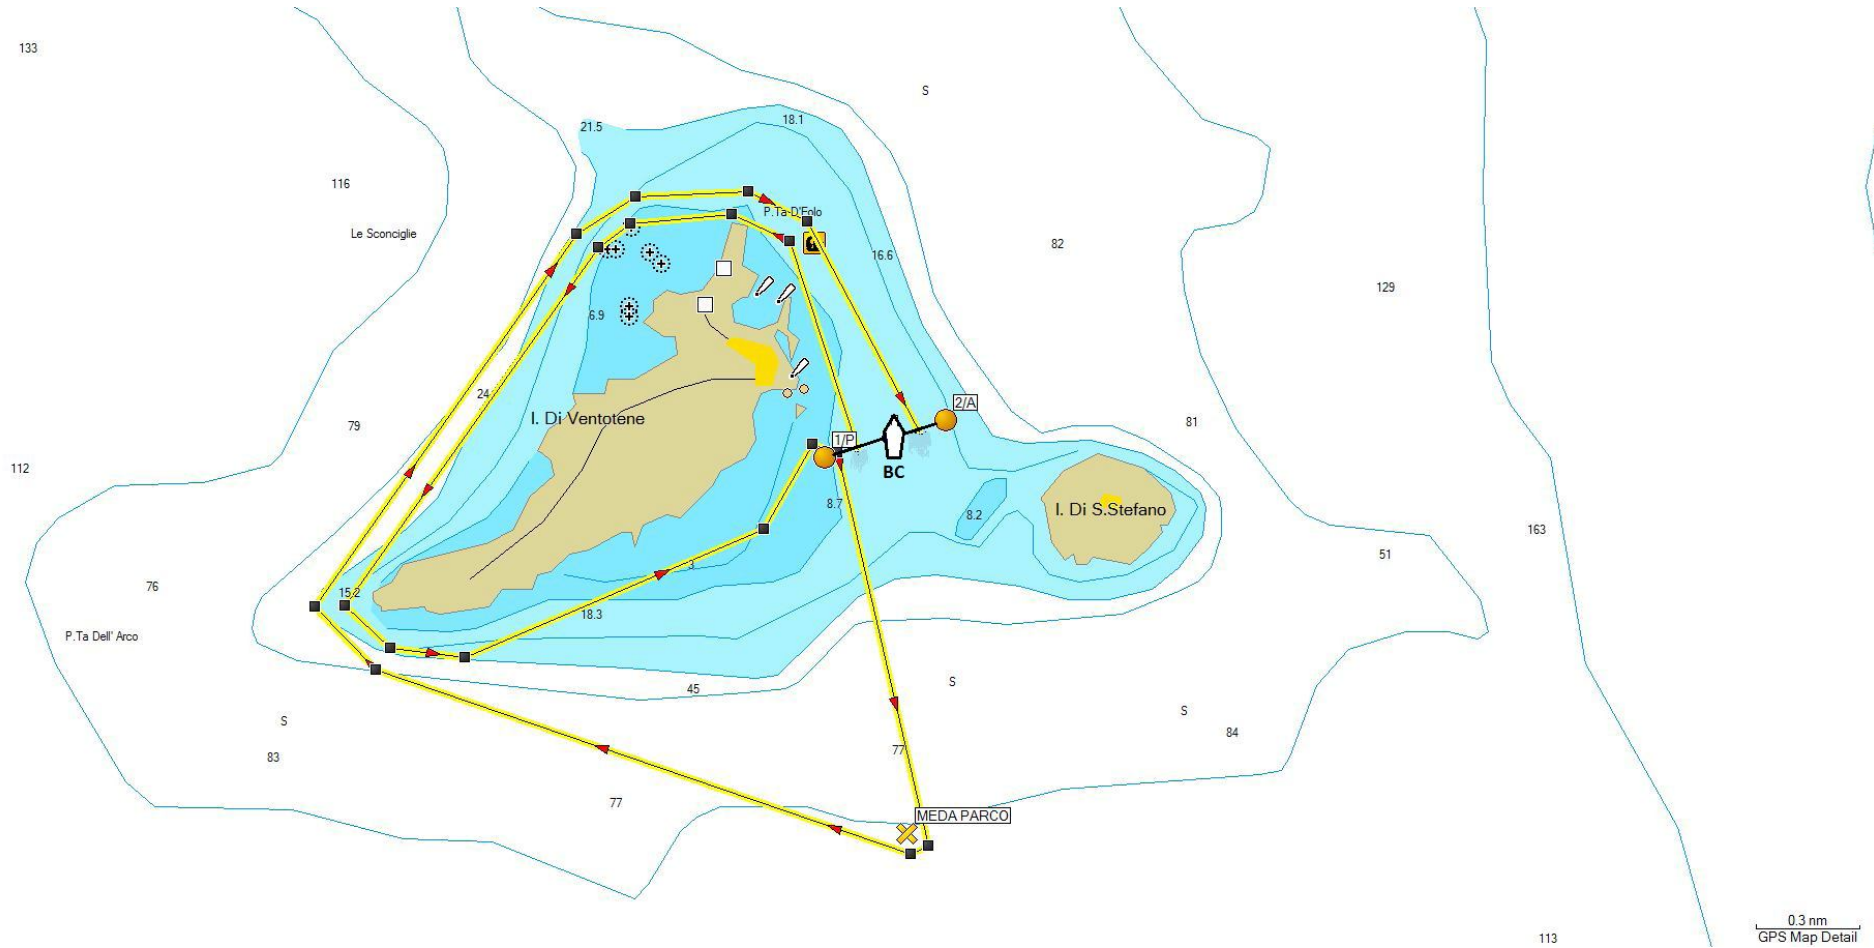 133
S
18.1
21.5
116
P.Ta D'Eolo
Le Sconciglie
82
16.6
129
6.9
24
2/A
I. Di Ventotene
81
79
1/P
112
BC
8.7
I. Di S.Stefano
8.2
163
51
3
76
15.2
18.3
P.Ta Dell' Arco
S
45
S
S
84
77
83
77
MEDA PARCO
0.3 nm
GPS Map Detail
113